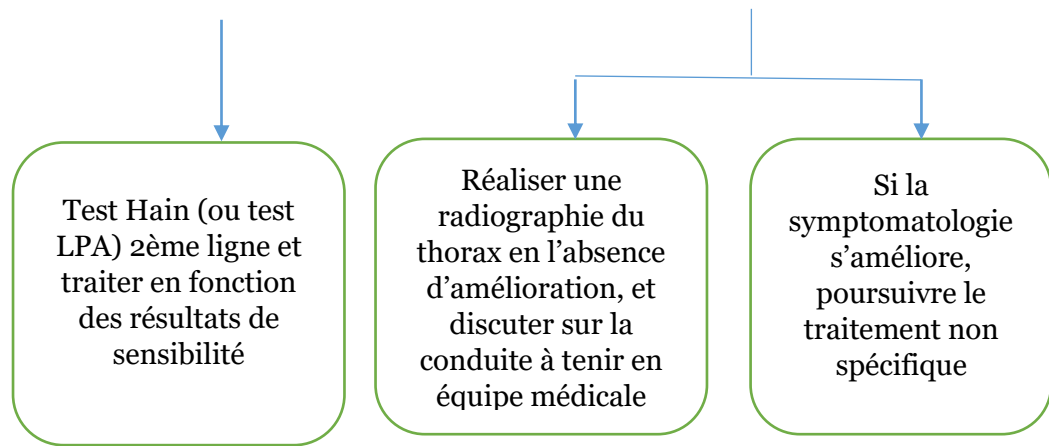 Test Hain (ou test
LPA) 2ème ligne et
traiter en fonction
des résultats de
sensibilité
Réaliser une
radiographie du
thorax en l’absence
d’amélioration, et
discuter sur la
conduite à tenir en
équipe médicale
Si la
symptomatologie
s’améliore,
poursuivre le
traitement non
spécifique